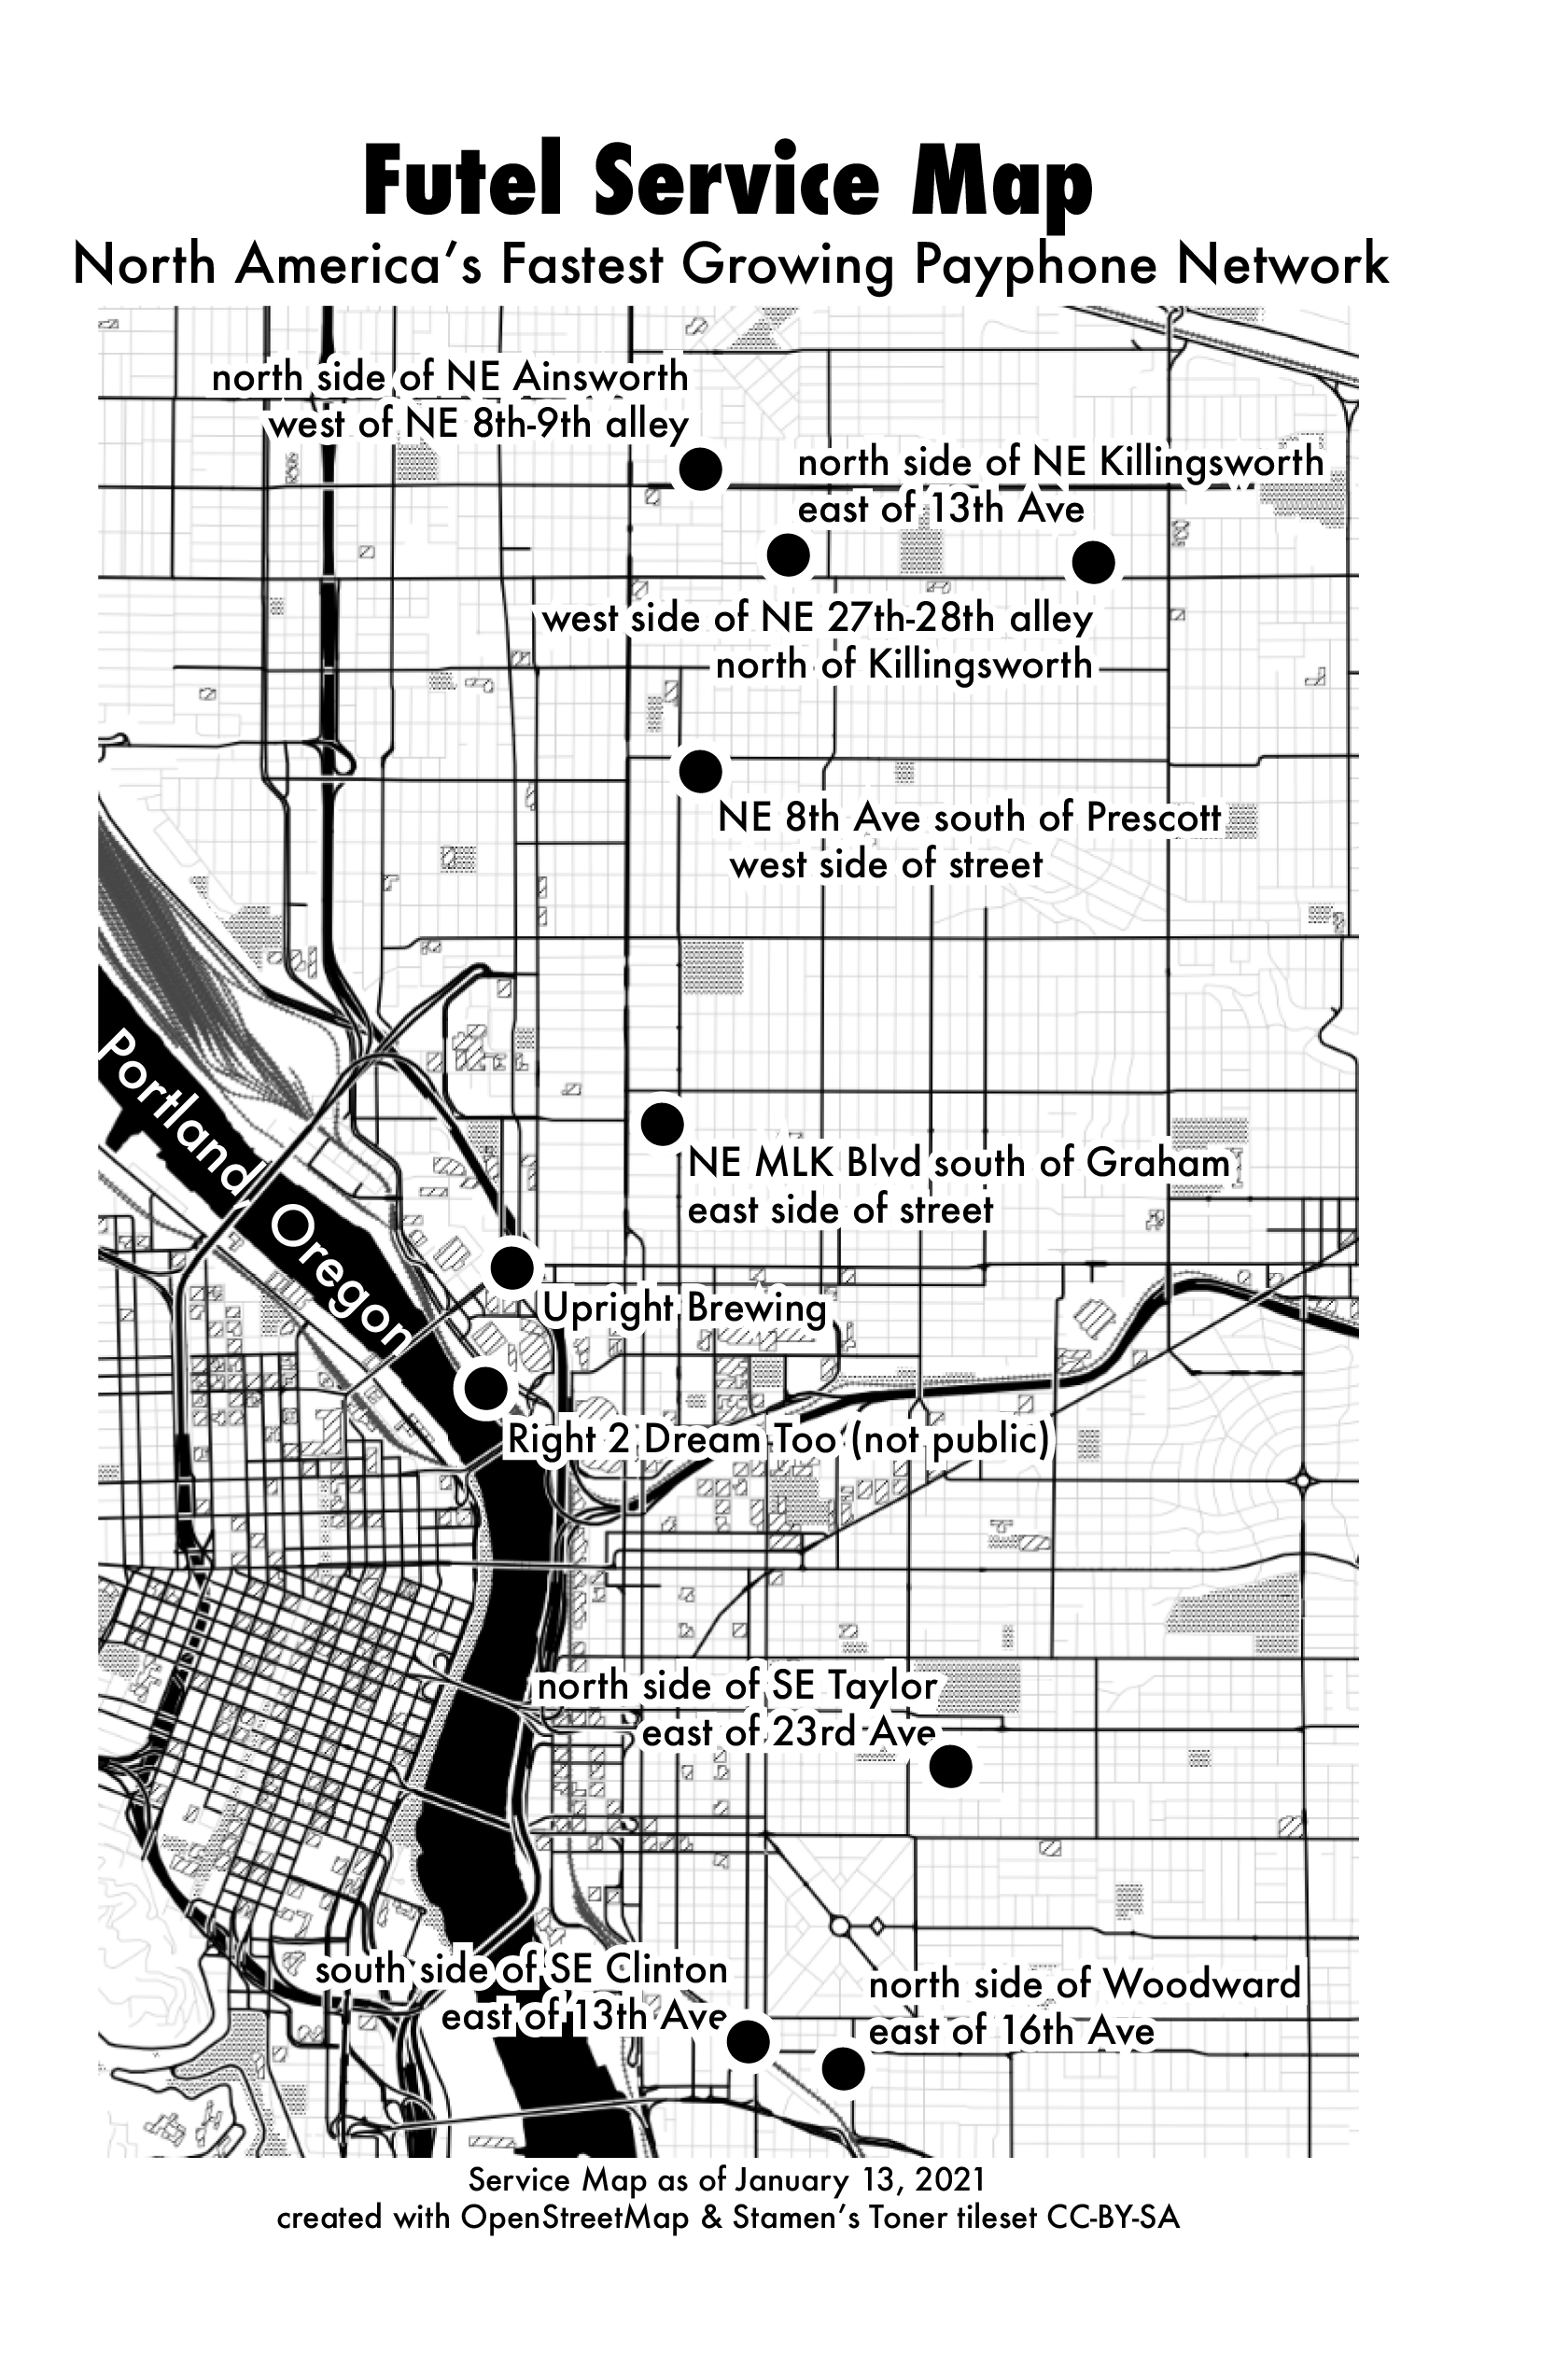 Futel Service Map
North America's Fastest Growing Payphone Network
north side of NE Ainsworth
west of NE 8th-9th alley
north side of NE Killingsworth
east of 13th Ave
west side of NE 27th-28th alley
north of Killingsworth
NE 8th Ave south of Prescott
west side of street
Portland
Oregon
NE MLK Blvd south of Graham
east side of street
Upright Brewing
Right 2 Dream Too (not public)
north side of SE Taylor
east of 23rd Ave
south side of SE Clinton
east of 13th Ave
north side of Woodward
east of 16th Ave
Service Map as of January 13, 2021
created with OpenStreetMap & Stamen's Toner tileset CC-BY-SA